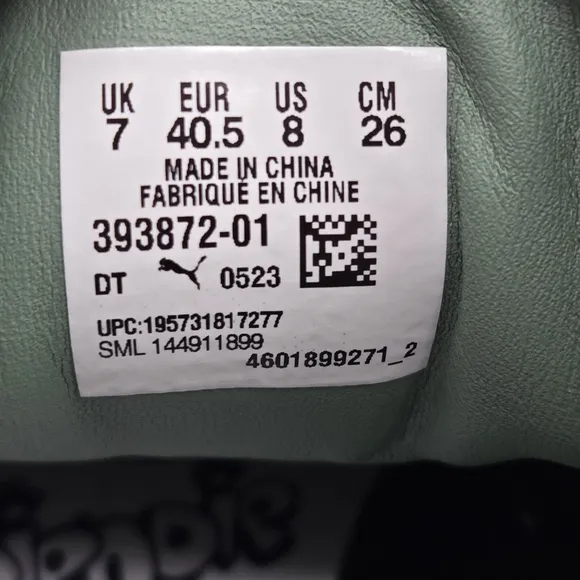 UK EUR US CM
7 40.5 8 26
MADE IN CHINA
FABRIQUÉ EN CHINE
393872-01
DT 0523
UPC:195731817277
SML 144911899
4601899271_2